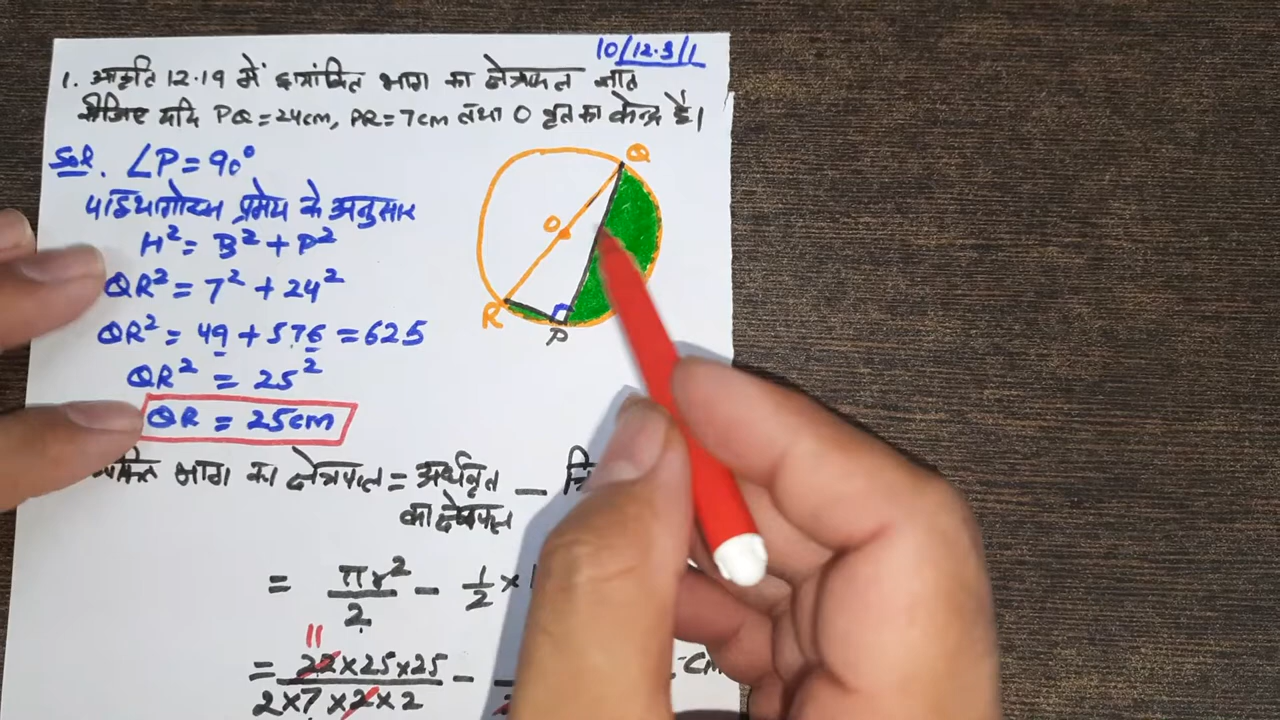 10/12.3/1
1. आकृति 12.19 में छायांकित भाग का क्षेत्रफल ज्ञात
कीजिए यदि PQ = 24cm, PR = 7cm तथा O वृत का केन्द्र है।
Sol. ∠P = 90°
प्रमेय के अनुसार
H² = B² + P²
QR² = 7² + 24²
QR² = 49 + 576 = 625
QR² = 25²
QR = 25cm
Q
O
R
P
भाग का क्षेत्रफल = अर्धवृत का क्षेत्रफल –
= πr²/2 – 1/2 ×
11
= 22×25×25 / 2×7×2×2 –